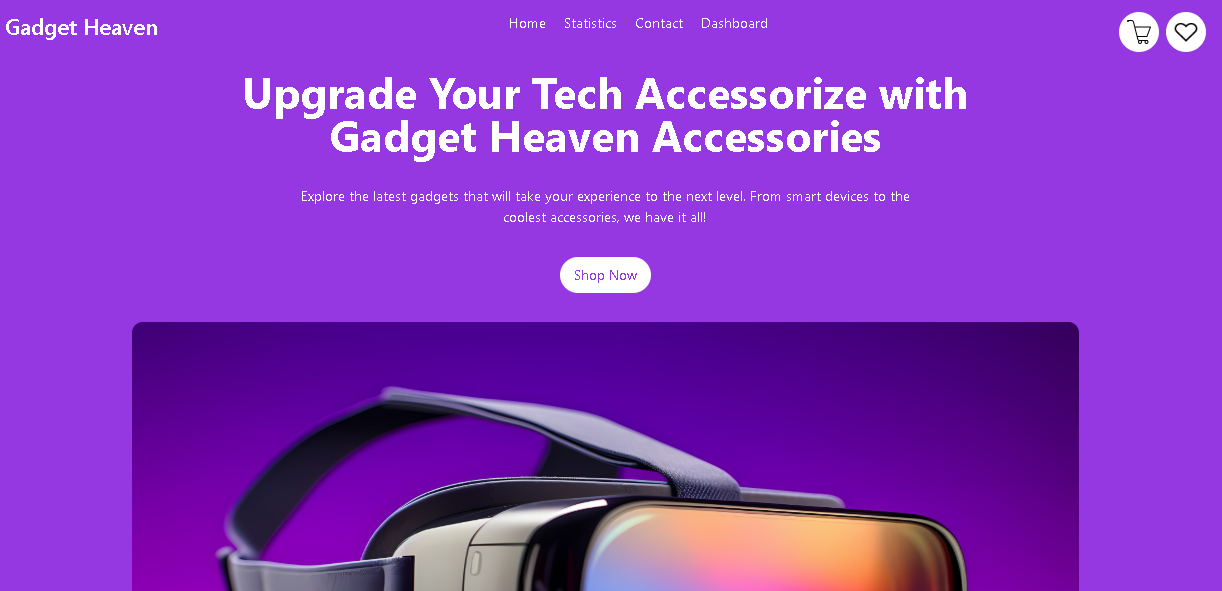 Gadget Heaven
Home Statistics Contact Dashboard
Upgrade Your Tech Accessorize with
Gadget Heaven Accessories
Explore the latest gadgets that will take your experience to the next level. From smart devices to the
coolest accessories, we have it all!
Shop Now